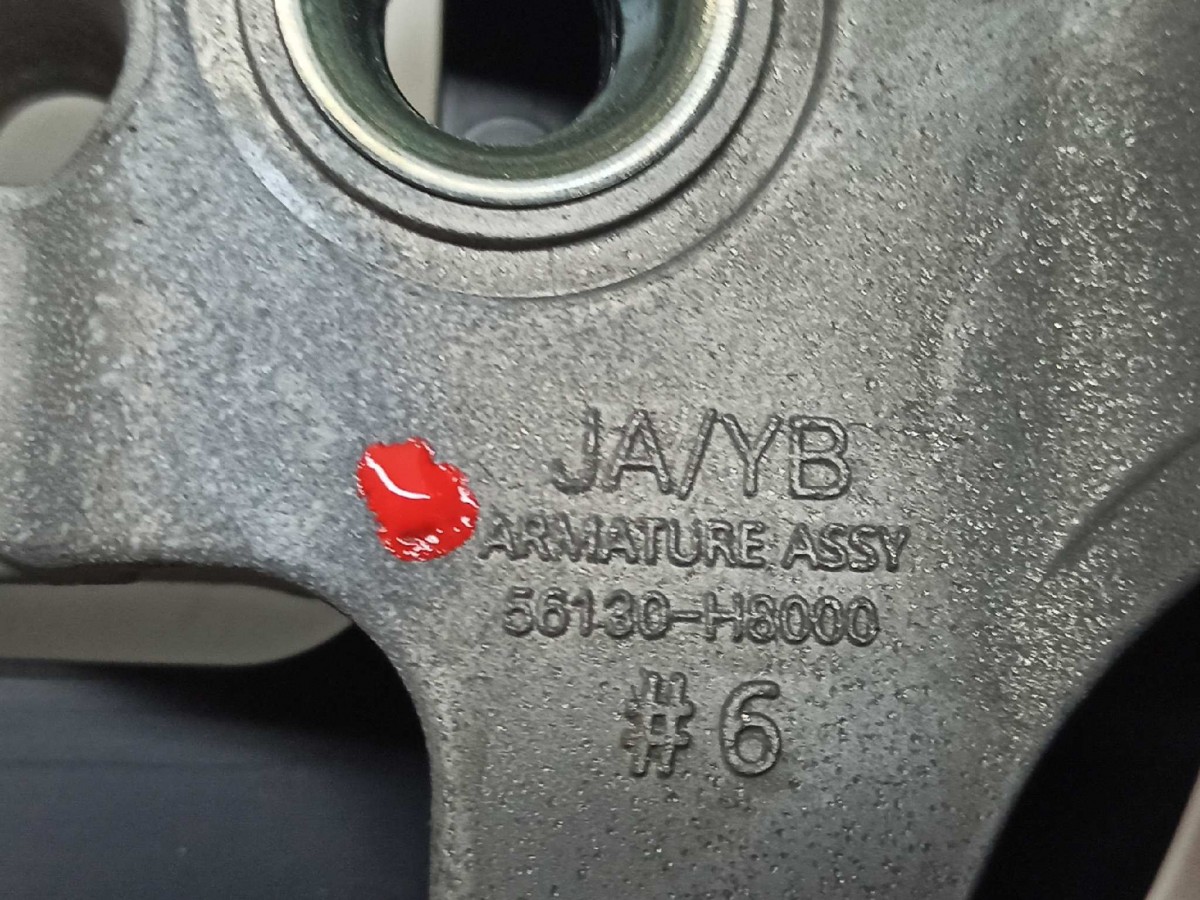 JA/YB
ARMATURE ASSY
56130-H8000
#6